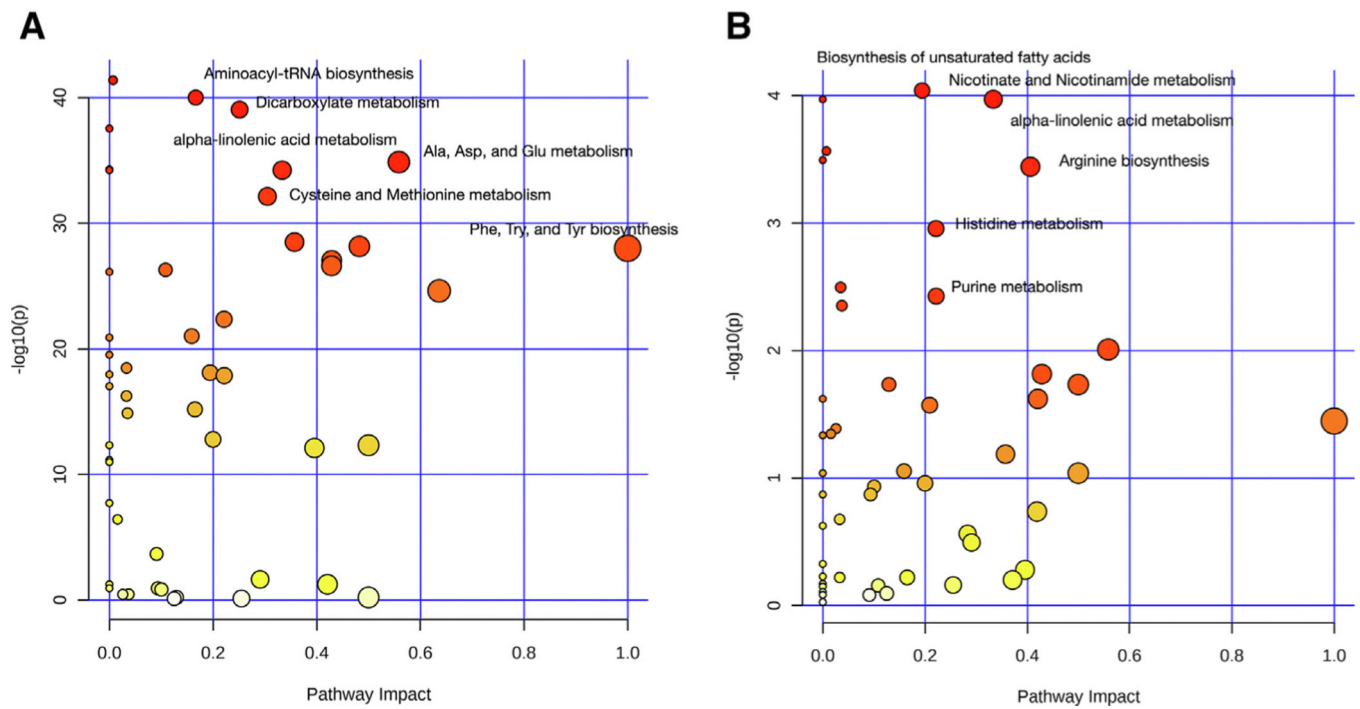 A
Aminoacyl-tRNA biosynthesis
Dicarboxylate metabolism
alpha-linolenic acid metabolism
Ala, Asp, and Glu metabolism
Cysteine and Methionine metabolism
Phe, Try, and Tyr biosynthesis
-log10(p)
40
30
20
10
0
0.0 0.2 0.4 0.6 0.8 1.0
Pathway Impact
B
Biosynthesis of unsaturated fatty acids
Nicotinate and Nicotinamide metabolism
alpha-linolenic acid metabolism
Arginine biosynthesis
Histidine metabolism
Purine metabolism
-log10(p)
4
3
2
1
0
0.0 0.2 0.4 0.6 0.8 1.0
Pathway Impact